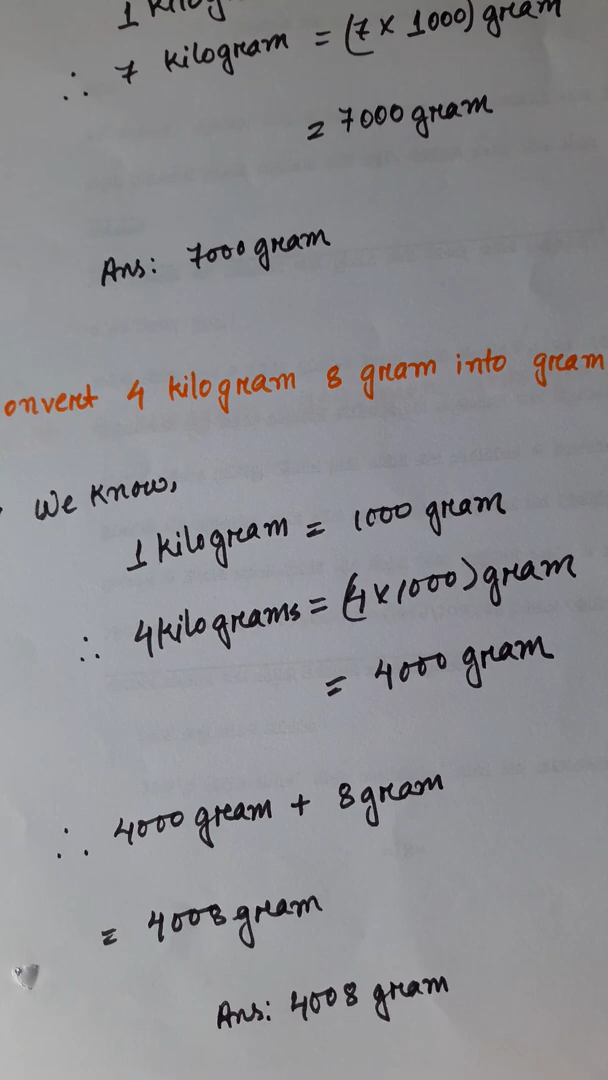 1 kilog
∴ 7 kilogram = (7 × 1000) gram
= 7000 gram
Ans: 7000 gram
onvert 4 kilogram 8 gram into gram
We know,
1 kilogram = 1000 gram
∴ 4 kilograms = (4×1000) gram
= 4000 gram
∴ 4000 gram + 8 gram
= 4008 gram
Ans: 4008 gram